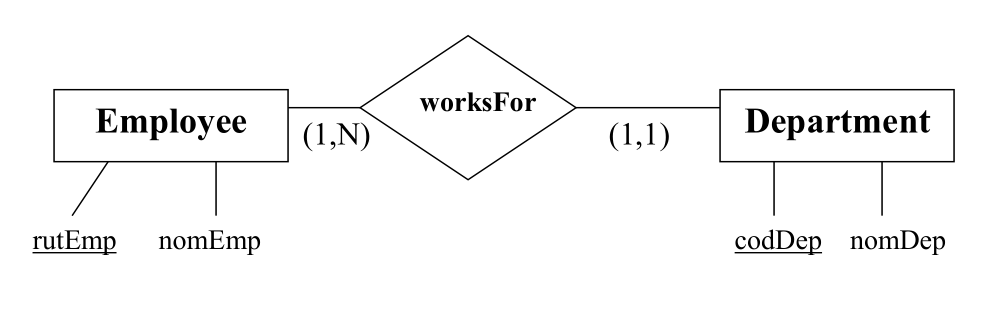 Employee
(1,N)
worksFor
(1,1)
Department
rutEmp
nomEmp
codDep
nomDep